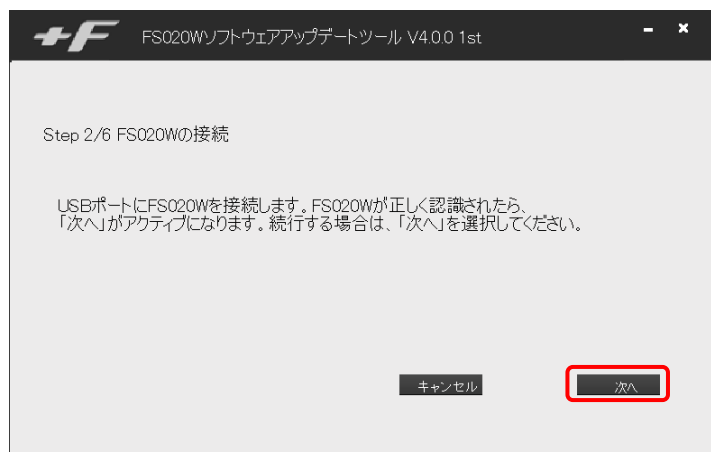 +F FS020Wソフトウェアアップデートツール V4.0.0 1st
Step 2/6 FS020Wの接続
USBポートにFS020Wを接続します。FS020Wが正しく認識されたら、
「次へ」がアクティブになります。続行する場合は、「次へ」を選択してください。
キャンセル 次へ